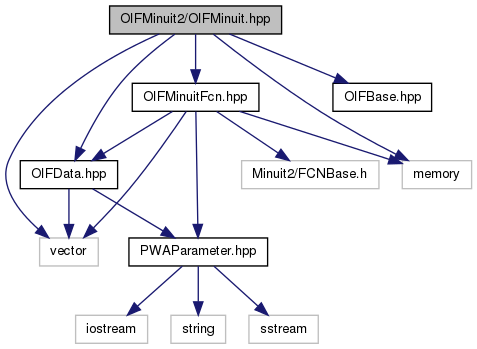 OIFMinuit2/OIFMinuit.hpp
OIFMinuitFcn.hpp
OIFBase.hpp
OIFData.hpp
Minuit2/FCNBase.h
memory
vector
PWAParameter.hpp
iostream
string
sstream